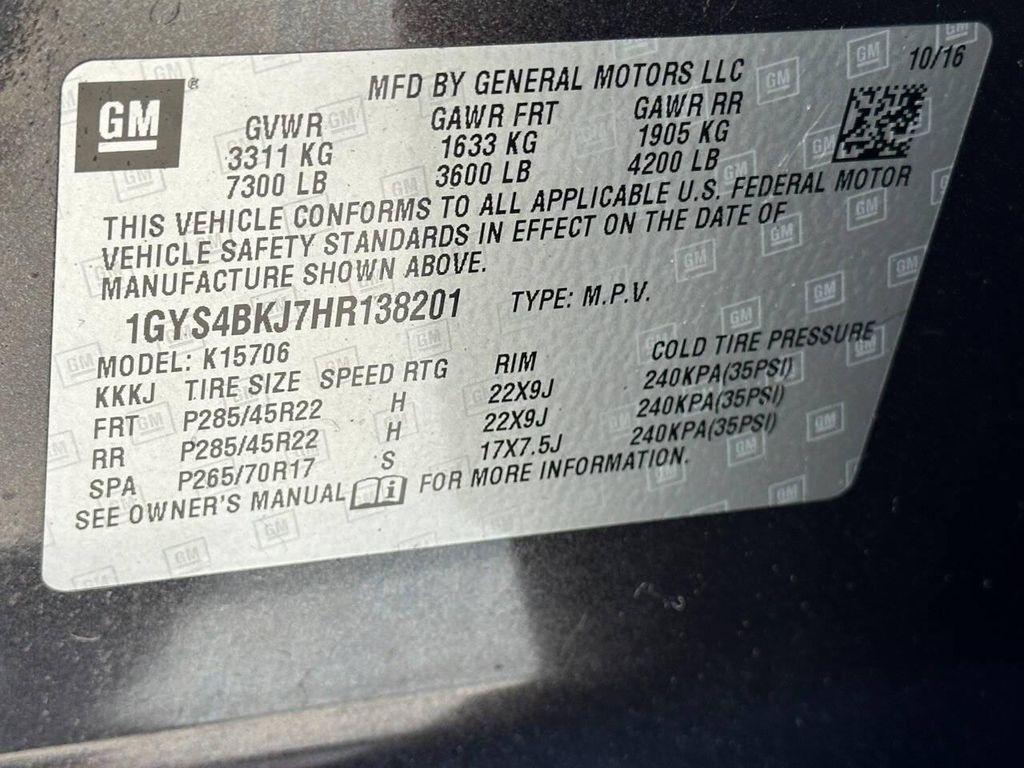 GM®
MFD BY GENERAL MOTORS LLC
10/16
GVWR GAWR FRT GAWR RR
3311 KG 1633 KG 1905 KG
7300 LB 3600 LB 4200 LB
THIS VEHICLE CONFORMS TO ALL APPLICABLE U.S. FEDERAL MOTOR
VEHICLE SAFETY STANDARDS IN EFFECT ON THE DATE OF
MANUFACTURE SHOWN ABOVE.
1GYS4BKJ7HR138201 TYPE: M.P.V.
MODEL: K15706
KKKJ TIRE SIZE SPEED RTG RIM COLD TIRE PRESSURE
FRT P285/45R22 H 22X9J 240KPA(35PSI)
RR P285/45R22 H 22X9J 240KPA(35PSI)
SPA P265/70R17 S 17X7.5J 240KPA(35PSI)
SEE OWNER'S MANUAL FOR MORE INFORMATION.